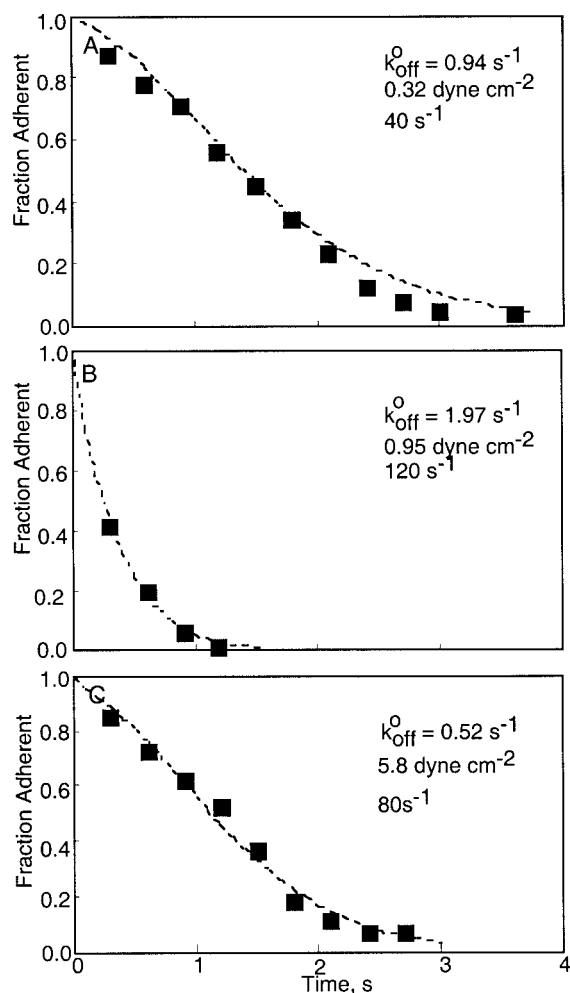 1.0
A
0.8
0.6
0.4
0.2
0.0
Fraction Adherent
k°off = 0.94 s⁻¹
0.32 dyne cm⁻²
40 s⁻¹
1.0
B
0.8
0.6
0.4
0.2
0.0
Fraction Adherent
k°off = 1.97 s⁻¹
0.95 dyne cm⁻²
120 s⁻¹
1.0
C
0.8
0.6
0.4
0.2
0.0
Fraction Adherent
k°off = 0.52 s⁻¹
5.8 dyne cm⁻²
80s⁻¹
0 1 2 3 4
Time, s